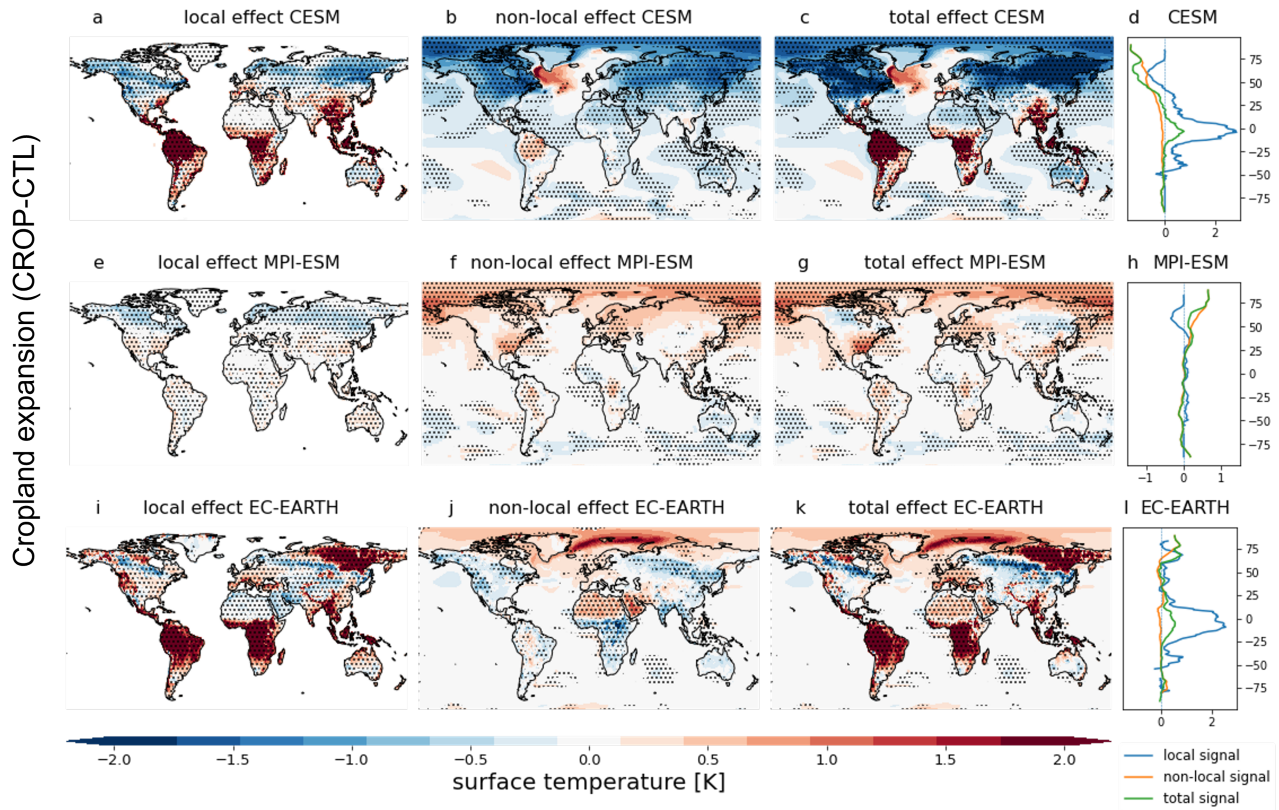 a local effect CESM
b non-local effect CESM
c total effect CESM
d CESM
75
50
25
0
−25
−50
−75
0 2
Cropland expansion (CROP-CTL)
e local effect MPI-ESM
f non-local effect MPI-ESM
g total effect MPI-ESM
h MPI-ESM
75
50
25
0
−25
−50
−75
−1 0 1
i local effect EC-EARTH
j non-local effect EC-EARTH
k total effect EC-EARTH
l EC-EARTH
75
50
25
0
−25
−50
−75
0 2
−2.0 −1.5 −1.0 −0.5 0.0 0.5 1.0 1.5 2.0
surface temperature [K]
local signal
non-local signal
total signal